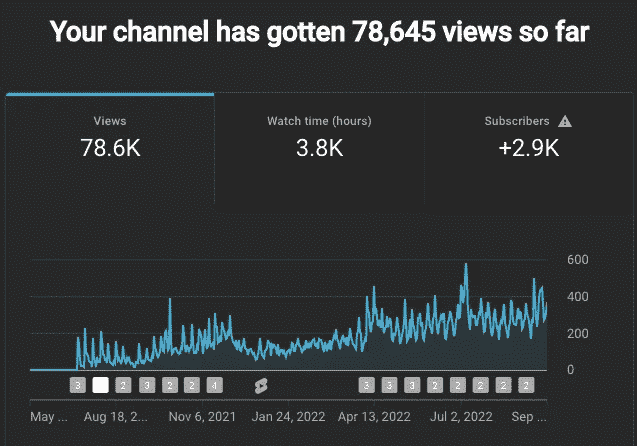 Your channel has gotten 78,645 views so far
Views Watch time (hours) Subscribers
78.6K 3.8K +2.9K
600
400
200
0
3 2 3 2 2 4 3 3 3 2 2 2 2 2
May ... Aug 18, 2... Nov 6, 2021 Jan 24, 2022 Apr 13, 2022 Jul 2, 2022 Sep ...